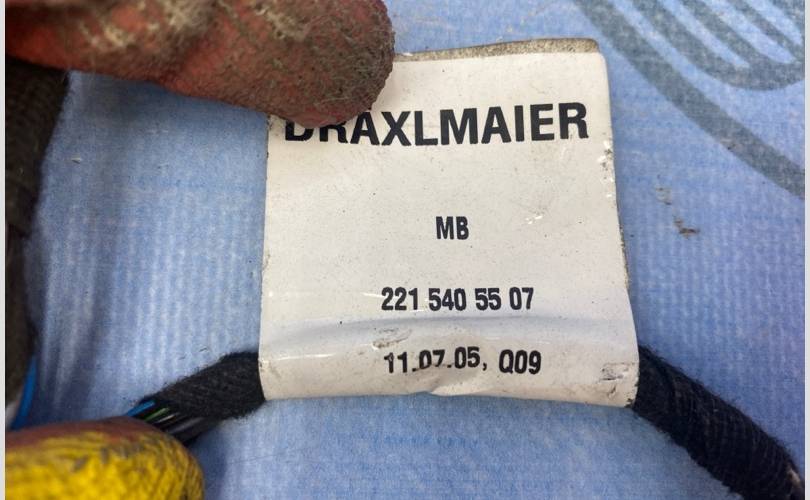 DRAXLMAIER
MB
221 540 55 07
11.07.05, Q09